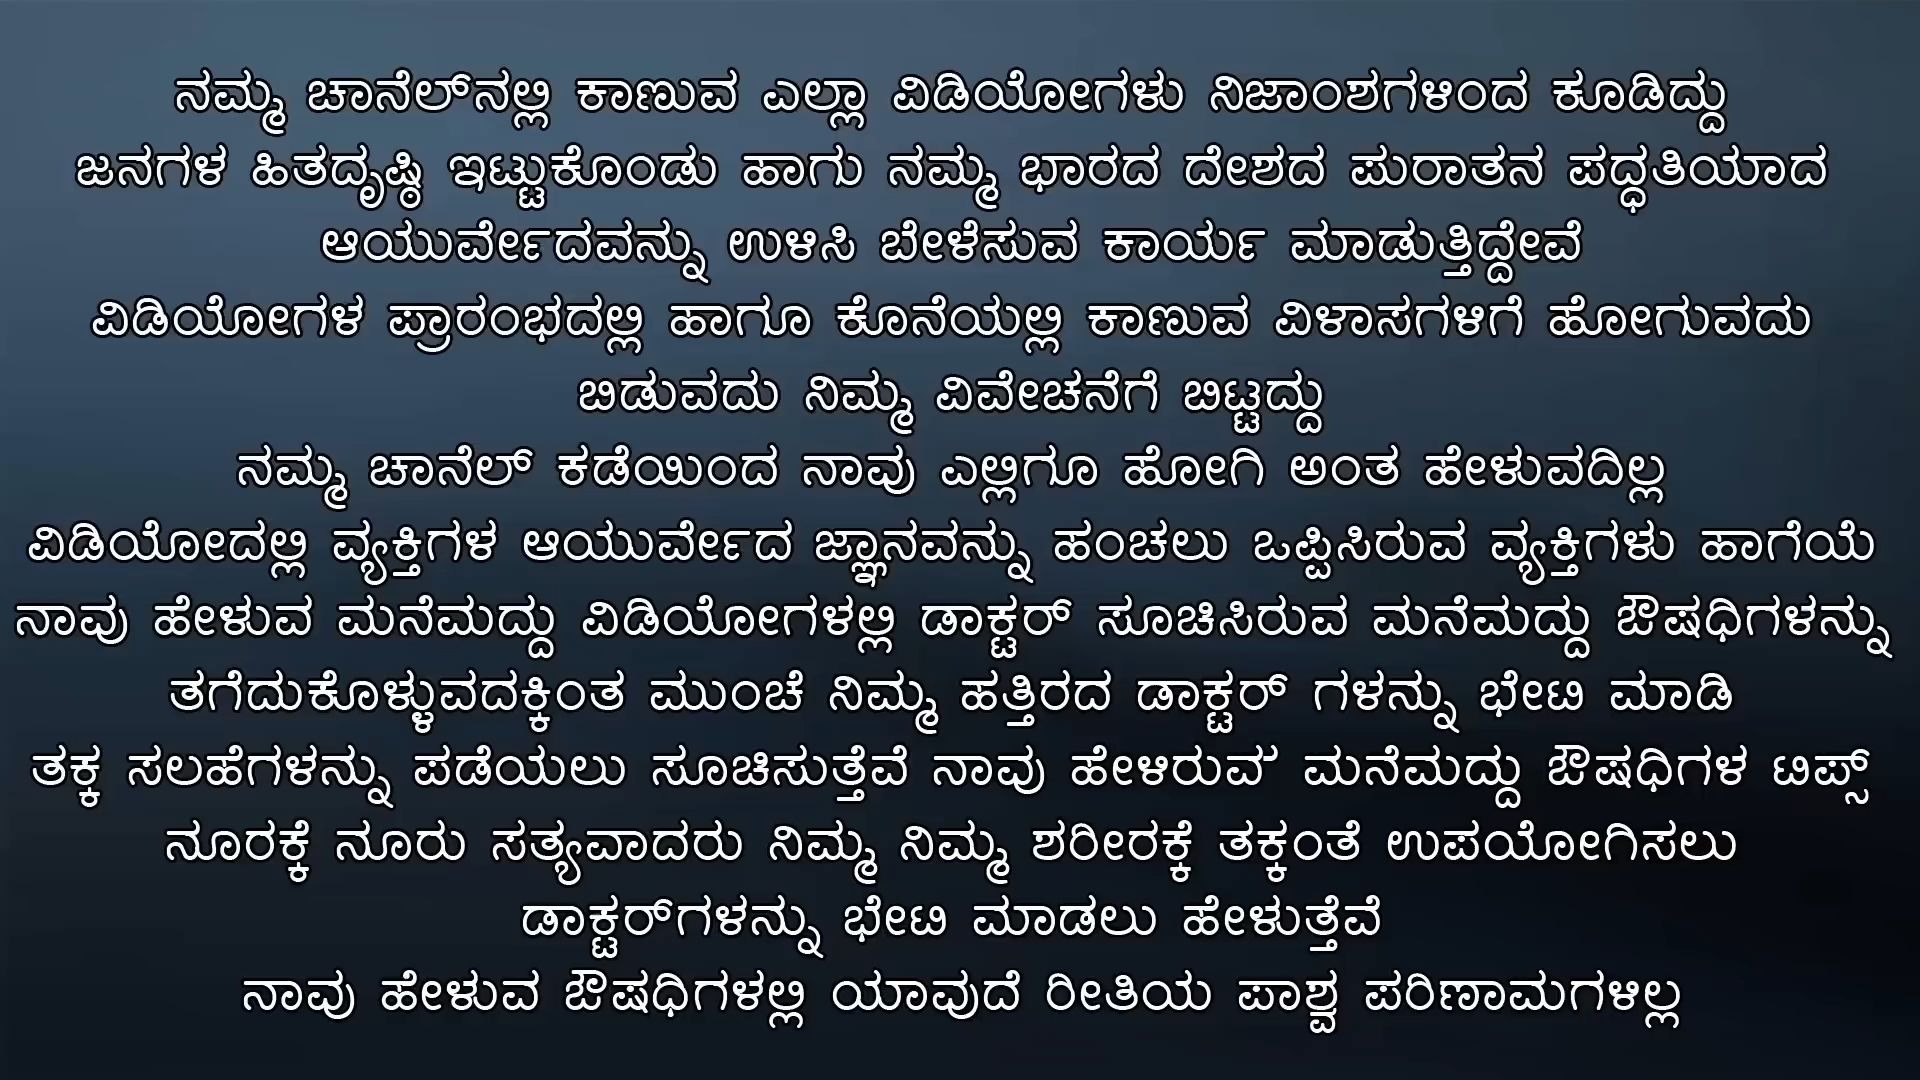 ನಮ್ಮ ಚಾನೆಲ್‌ನಲ್ಲಿ ಕಾಣುವ ಎಲ್ಲಾ ವಿಡಿಯೋಗಳು ನಿಜಾಂಶಗಳಿಂದ ಕೂಡಿದ್ದು
ಜನಗಳ ಹಿತದೃಷ್ಠಿ ಇಟ್ಟುಕೊಂಡು ಹಾಗು ನಮ್ಮ ಭಾರದ ದೇಶದ ಪುರಾತನ ಪದ್ಧತಿಯಾದ
ಆಯುರ್ವೇದವನ್ನು ಉಳಿಸಿ ಬೇಳೆಸುವ ಕಾರ್ಯ ಮಾಡುತ್ತಿದ್ದೇವೆ
ವಿಡಿಯೋಗಳ ಪ್ರಾರಂಭದಲ್ಲಿ ಹಾಗೂ ಕೊನೆಯಲ್ಲಿ ಕಾಣುವ ವಿಳಾಸಗಳಿಗೆ ಹೋಗುವದು
ಬಿಡುವದು ನಿಮ್ಮ ವಿವೇಚನೆಗೆ ಬಿಟ್ಟದ್ದು
ನಮ್ಮ ಚಾನೆಲ್ ಕಡೆಯಿಂದ ನಾವು ಎಲ್ಲಿಗೂ ಹೋಗಿ ಅಂತ ಹೇಳುವದಿಲ್ಲ
ವಿಡಿಯೋದಲ್ಲಿ ವ್ಯಕ್ತಿಗಳ ಆಯುರ್ವೇದ ಜ್ಞಾನವನ್ನು ಹಂಚಲು ಒಪ್ಪಿಸಿರುವ ವ್ಯಕ್ತಿಗಳು ಹಾಗೆಯೆ
ನಾವು ಹೇಳುವ ಮನೆಮದ್ದು ವಿಡಿಯೋಗಳಲ್ಲಿ ಡಾಕ್ಟರ್ ಸೂಚಿಸಿರುವ ಮನೆಮದ್ದು ಔಷಧಿಗಳನ್ನು
ತಗೆದುಕೊಳ್ಳುವದಕ್ಕಿಂತ ಮುಂಚೆ ನಿಮ್ಮ ಹತ್ತಿರದ ಡಾಕ್ಟರ್ ಗಳನ್ನು ಭೇಟಿ ಮಾಡಿ
ತಕ್ಕ ಸಲಹೆಗಳನ್ನು ಪಡೆಯಲು ಸೂಚಿಸುತ್ತೆವೆ ನಾವು ಹೇಳಿರುವ' ಮನೆಮದ್ದು ಔಷಧಿಗಳ ಟಿಪ್ಸ್
ನೂರಕ್ಕೆ ನೂರು ಸತ್ಯವಾದರು ನಿಮ್ಮ ನಿಮ್ಮ ಶರೀರಕ್ಕೆ ತಕ್ಕಂತೆ ಉಪಯೋಗಿಸಲು
ಡಾಕ್ಟರ್‌ಗಳನ್ನು ಭೇಟಿ ಮಾಡಲು ಹೇಳುತ್ತೆವೆ
ನಾವು ಹೇಳುವ ಔಷಧಿಗಳಲ್ಲಿ ಯಾವುದೆ ರೀತಿಯ ಪಾಶ್ವ ಪರಿಣಾಮಗಳಿಲ್ಲ